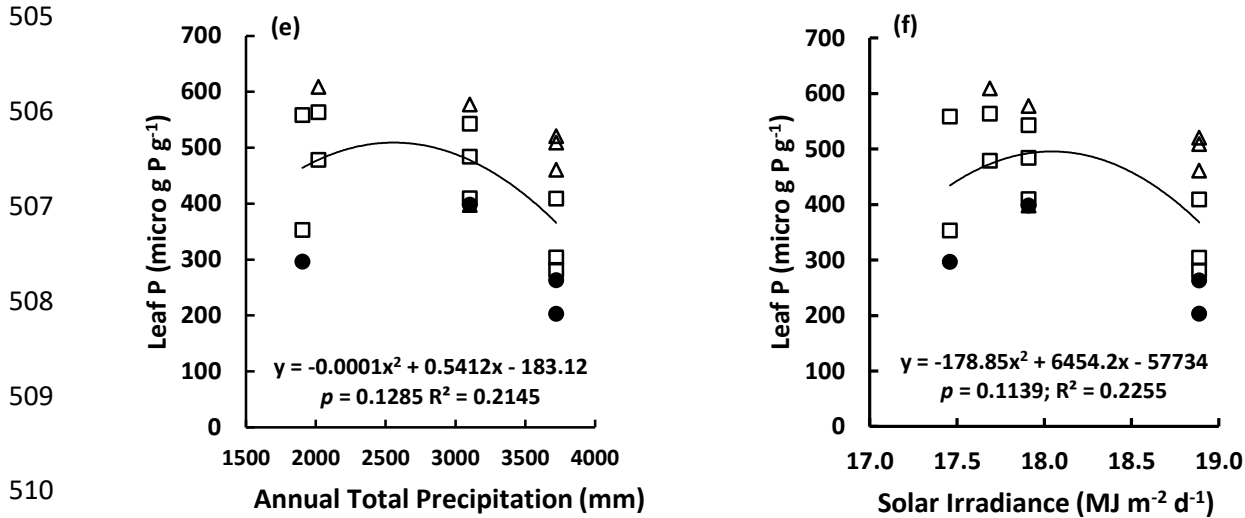 505
506
507
508
509
510
(e)
700
600
500
400
300
200
100
0
Leaf P (micro g P g⁻¹)
y = -0.0001x² + 0.5412x - 183.12
p = 0.1285 R² = 0.2145
1500 2000 2500 3000 3500 4000
Annual Total Precipitation (mm)
(f)
700
600
500
400
300
200
100
0
Leaf P (micro g P g⁻¹)
y = -178.85x² + 6454.2x - 57734
p = 0.1139; R² = 0.2255
17.0 17.5 18.0 18.5 19.0
Solar Irradiance (MJ m⁻² d⁻¹)